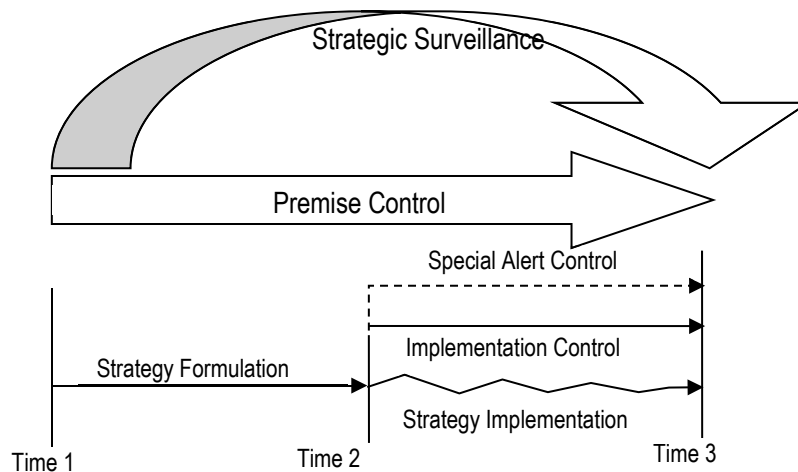 Strategic Surveillance
Premise Control
Special Alert Control
Implementation Control
Strategy Formulation
Strategy Implementation
Time 1
Time 2
Time 3